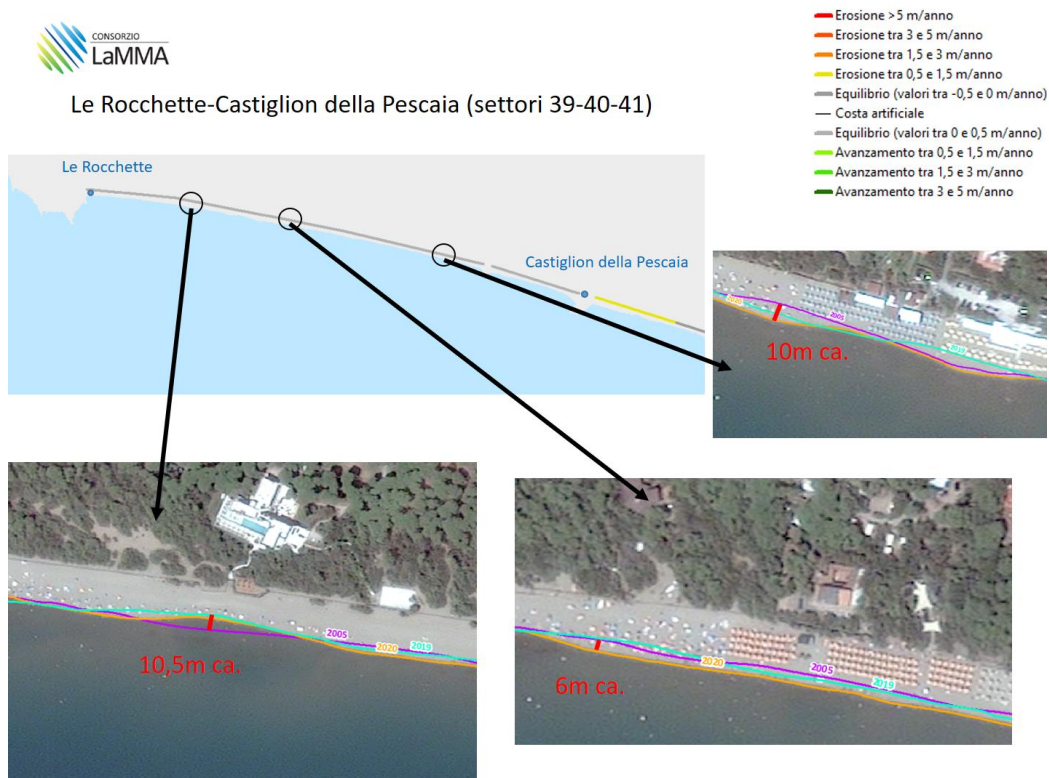 CONSORZIO
LaMMA
Le Rocchette-Castiglion della Pescaia (settori 39-40-41)
Erosione >5 m/anno
Erosione tra 3 e 5 m/anno
Erosione tra 1,5 e 3 m/anno
Erosione tra 0,5 e 1,5 m/anno
Equilibrio (valori tra -0,5 e 0 m/anno)
Costa artificiale
Equilibrio (valori tra 0 e 0,5 m/anno)
Avanzamento tra 0,5 e 1,5 m/anno
Avanzamento tra 1,5 e 3 m/anno
Avanzamento tra 3 e 5 m/anno
Le Rocchette
Castiglion della Pescaia
2020
2005
2019
10m ca.
2005
2020
2019
10,5m ca.
2020
2005
2019
6m ca.